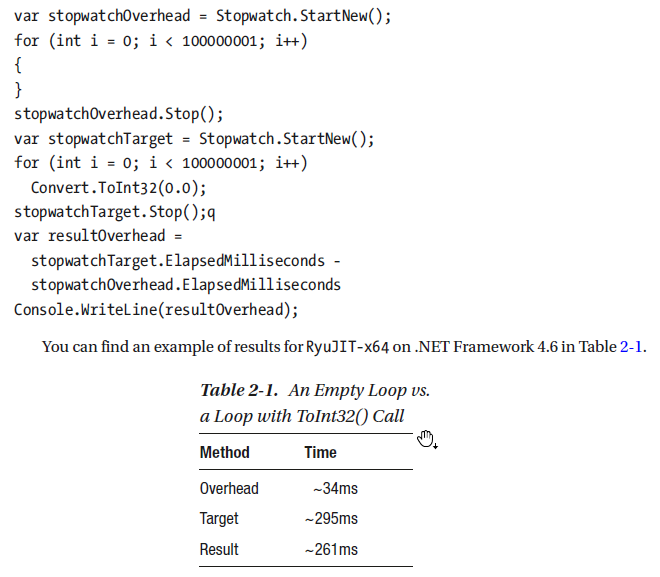 var stopwatchOverhead = Stopwatch.StartNew();
for (int i = 0; i < 100000001; i++)
{
}
stopwatchOverhead.Stop();
var stopwatchTarget = Stopwatch.StartNew();
for (int i = 0; i < 100000001; i++)
  Convert.ToInt32(0.0);
stopwatchTarget.Stop();q
var resultOverhead =
  stopwatchTarget.ElapsedMilliseconds -
  stopwatchOverhead.ElapsedMilliseconds
Console.WriteLine(resultOverhead);
You can find an example of results for RyuJIT-x64 on .NET Framework 4.6 in Table 2-1.
Table 2-1. An Empty Loop vs.
a Loop with ToInt32() Call
Method Time
Overhead ~34ms
Target ~295ms
Result ~261ms